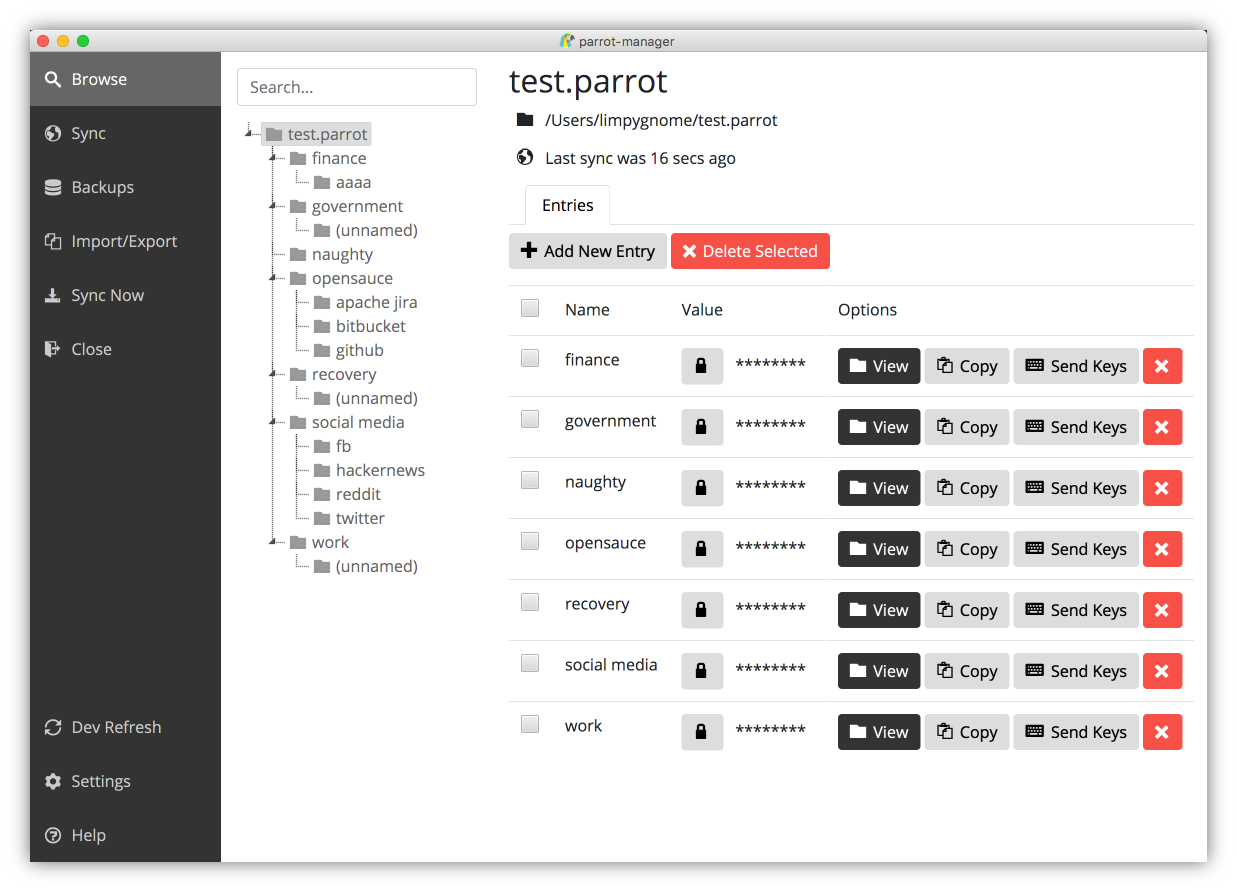 parrot-manager
Browse
Sync
Backups
Import/Export
Sync Now
Close
Dev Refresh
Settings
Help
Search...
test.parrot
finance
aaaa
government
(unnamed)
naughty
opensauce
apache jira
bitbucket
github
recovery
(unnamed)
social media
fb
hackernews
reddit
twitter
work
(unnamed)
test.parrot
/Users/limpygnome/test.parrot
Last sync was 16 secs ago
Entries
Add New Entry Delete Selected
Name Value Options
finance ******** View Copy Send Keys
government ******** View Copy Send Keys
naughty ******** View Copy Send Keys
opensauce ******** View Copy Send Keys
recovery ******** View Copy Send Keys
social media ******** View Copy Send Keys
work ******** View Copy Send Keys